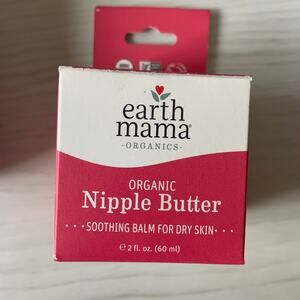 earth
mama®
·ORGANICS·
ORGANIC
Nipple Butter
···SOOTHING BALM FOR DRY SKIN···
e 2 fl. oz. (60 ml)